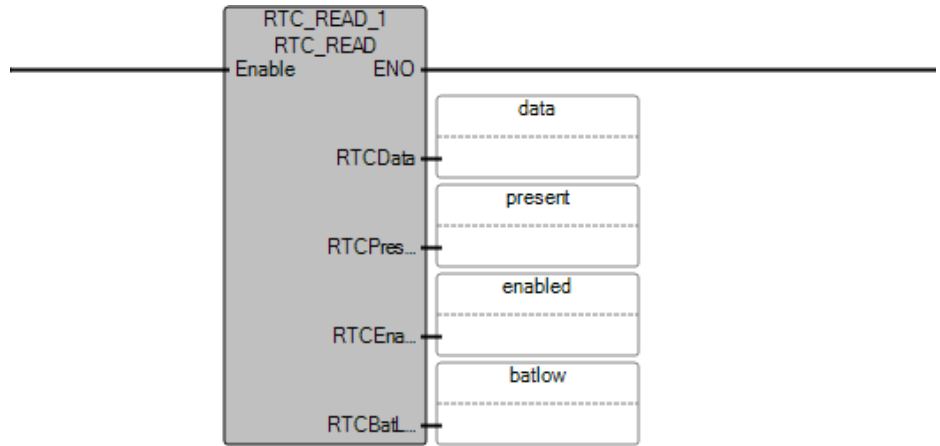 RTC_READ_1
RTC_READ
Enable ENO
data
RTCData
present
RTCPres...
enabled
RTCEna...
batlow
RTCBatL...